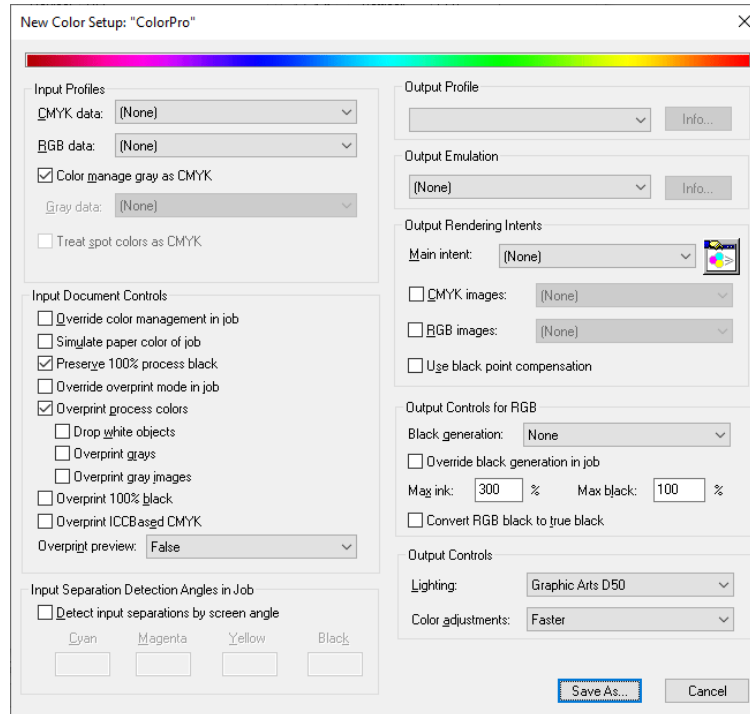 New Color Setup: "ColorPro"
Input Profiles
CMYK data: (None)
RGB data: (None)
Color manage gray as CMYK
Gray data: (None)
Treat spot colors as CMYK
Input Document Controls
Override color management in job
Simulate paper color of job
Preserve 100% process black
Override overprint mode in job
Overprint process colors
Drop white objects
Overprint grays
Overprint gray images
Overprint 100% black
Overprint ICCBased CMYK
Overprint preview: False
Input Separation Detection Angles in Job
Detect input separations by screen angle
Cyan Magenta Yellow Black
Output Profile
Info...
Output Emulation
(None) Info...
Output Rendering Intents
Main intent: (None)
CMYK images: (None)
RGB images: (None)
Use black point compensation
Output Controls for RGB
Black generation: None
Override black generation in job
Max ink: 300 % Max black: 100 %
Convert RGB black to true black
Output Controls
Lighting: Graphic Arts D50
Color adjustments: Faster
Save As... Cancel